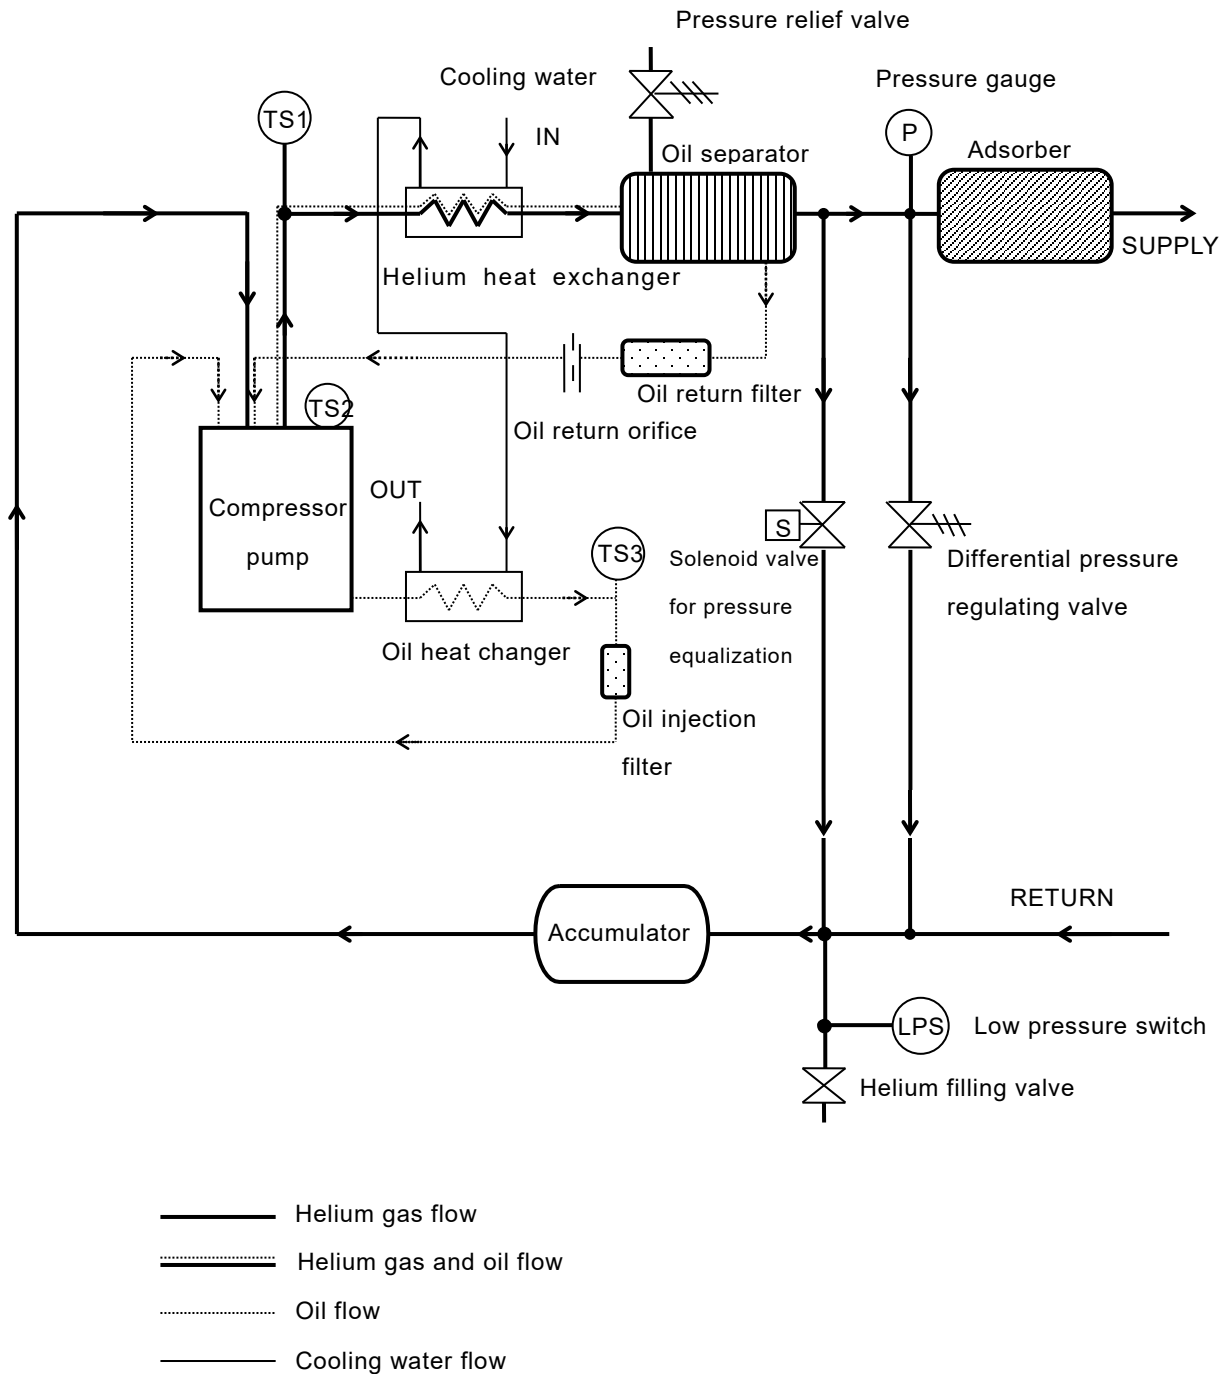 Pressure relief valve
Cooling water
Pressure gauge
TS1
IN
P
Oil separator
Adsorber
SUPPLY
Helium heat exchanger
Oil return filter
TS2
Oil return orifice
OUT
Compressor
pump
S
TS3
Solenoid valve
for pressure
equalization
Differential pressure
regulating valve
Oil heat changer
Oil injection
filter
RETURN
Accumulator
LPS
Low pressure switch
Helium filling valve
Helium gas flow
Helium gas and oil flow
Oil flow
Cooling water flow